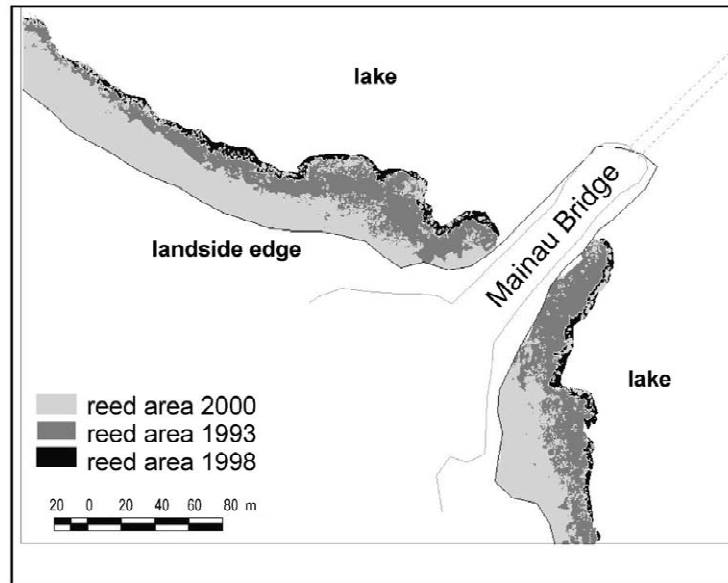 lake
Mainau Bridge
landside edge
lake
reed area 2000
reed area 1993
reed area 1998
20 0 20 40 60 80 m